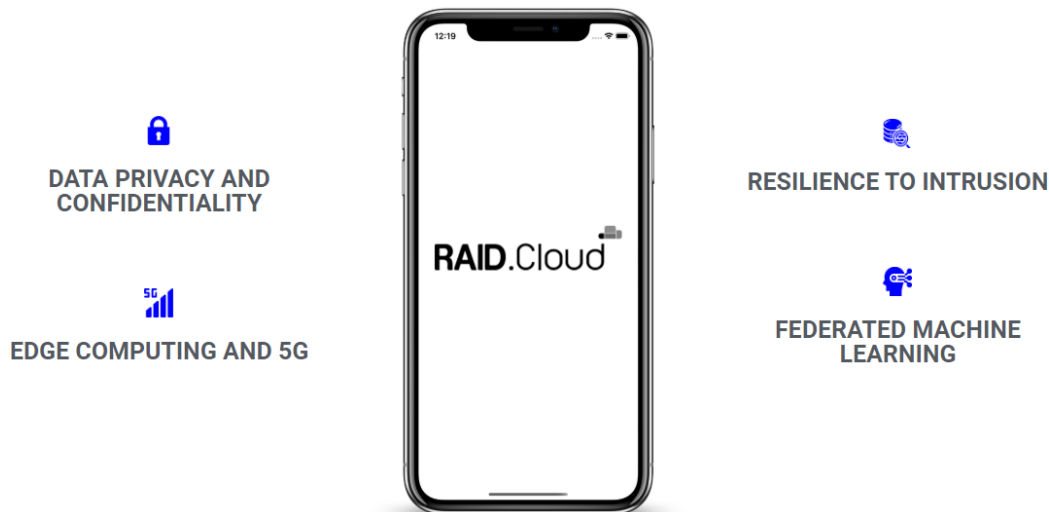 12:19
DATA PRIVACY AND
CONFIDENTIALITY
RESILIENCE TO INTRUSION
RAID.Cloud
5G
EDGE COMPUTING AND 5G
FEDERATED MACHINE
LEARNING